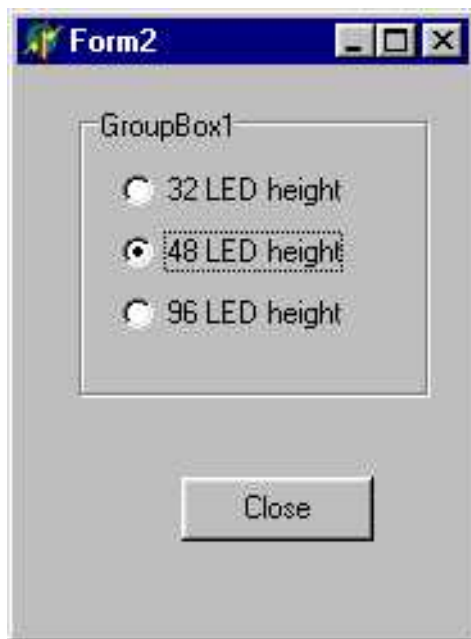 Form2
GroupBox1
32 LED height
48 LED height
96 LED height
Close